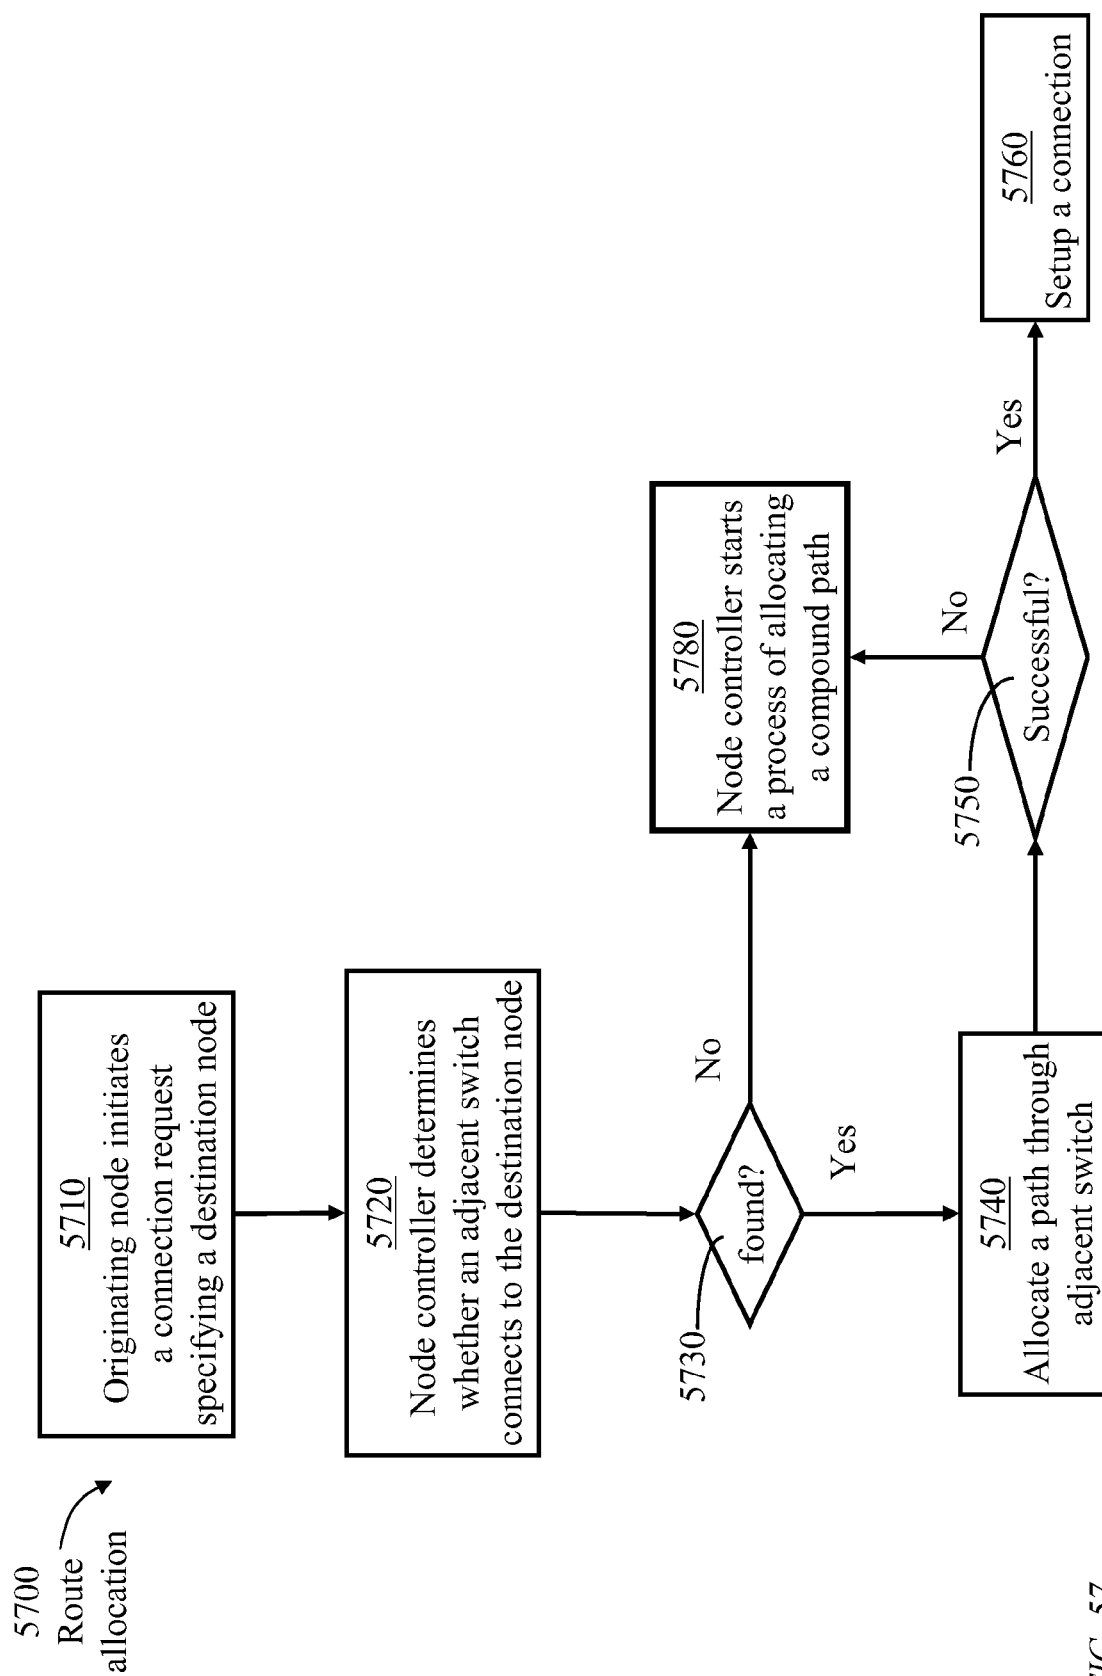 5700
Route
allocation
5710
Originating node initiates
a connection request
specifying a destination node
5720
Node controller determines
whether an adjacent switch
connects to the destination node
5730
found?
No
Yes
5780
Node controller starts
a process of allocating
a compound path
5740
Allocate a path through
adjacent switch
5750
Successful?
No
Yes
5760
Setup a connection
FIG. 57